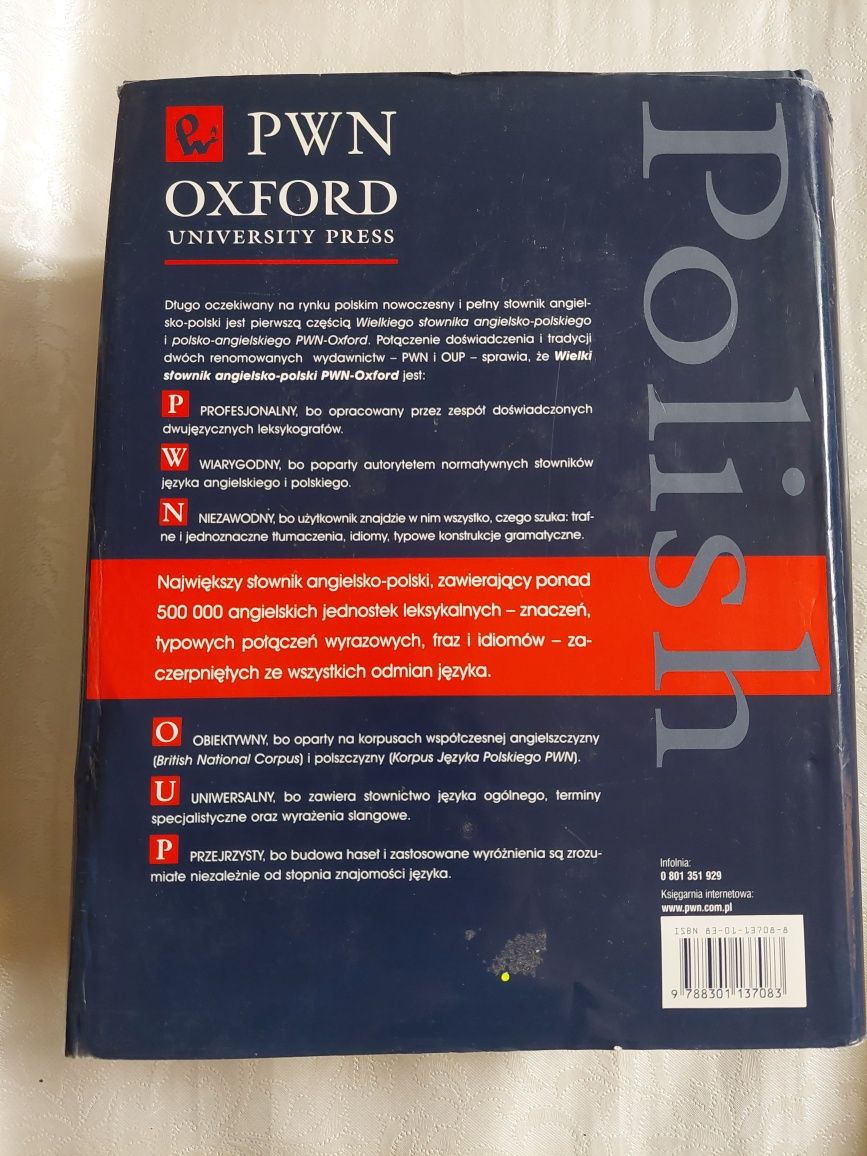 PW PWN
OXFORD
UNIVERSITY PRESS
Długo oczekiwany na rynku polskim nowoczesny i pełny słownik angiel-
sko-polski jest pierwszą częścią Wielkiego słownika angielsko-polskiego
i polsko-angielskiego PWN-Oxford. Połączenie doświadczenia i tradycji
dwóch renomowanych wydawnictw – PWN i OUP – sprawia, że Wielki
słownik angielsko-polski PWN-Oxford jest:
P PROFESJONALNY, bo opracowany przez zespół doświadczonych
dwujęzycznych leksykografów.
W WIARYGODNY, bo poparty autorytetem normatywnych słowników
języka angielskiego i polskiego.
N NIEZAWODNY, bo użytkownik znajdzie w nim wszystko, czego szuka: traf-
ne i jednoznaczne tłumaczenia, idiomy, typowe konstrukcje gramatyczne.
Największy słownik angielsko-polski, zawierający ponad
500 000 angielskich jednostek leksykalnych – znaczeń,
typowych połączeń wyrazowych, fraz i idiomów – za-
czerpniętych ze wszystkich odmian języka.
O OBIEKTYWNY, bo oparty na korpusach współczesnej angielszczyzny
(British National Corpus) i polszczyzny (Korpus Języka Polskiego PWN).
U UNIWERSALNY, bo zawiera słownictwo języka ogólnego, terminy
specjalistyczne oraz wyrażenia slangowe.
P PRZEJRZYSTY, bo budowa haseł i zastosowane wyróżnienia są zrozu-
miałe niezależnie od stopnia znajomości języka.
Polish
Infolnia:
0 801 351 929
Księgarnia internetowa:
www.pwn.com.pl
ISBN 83-01-13708-8
9 788301 137083